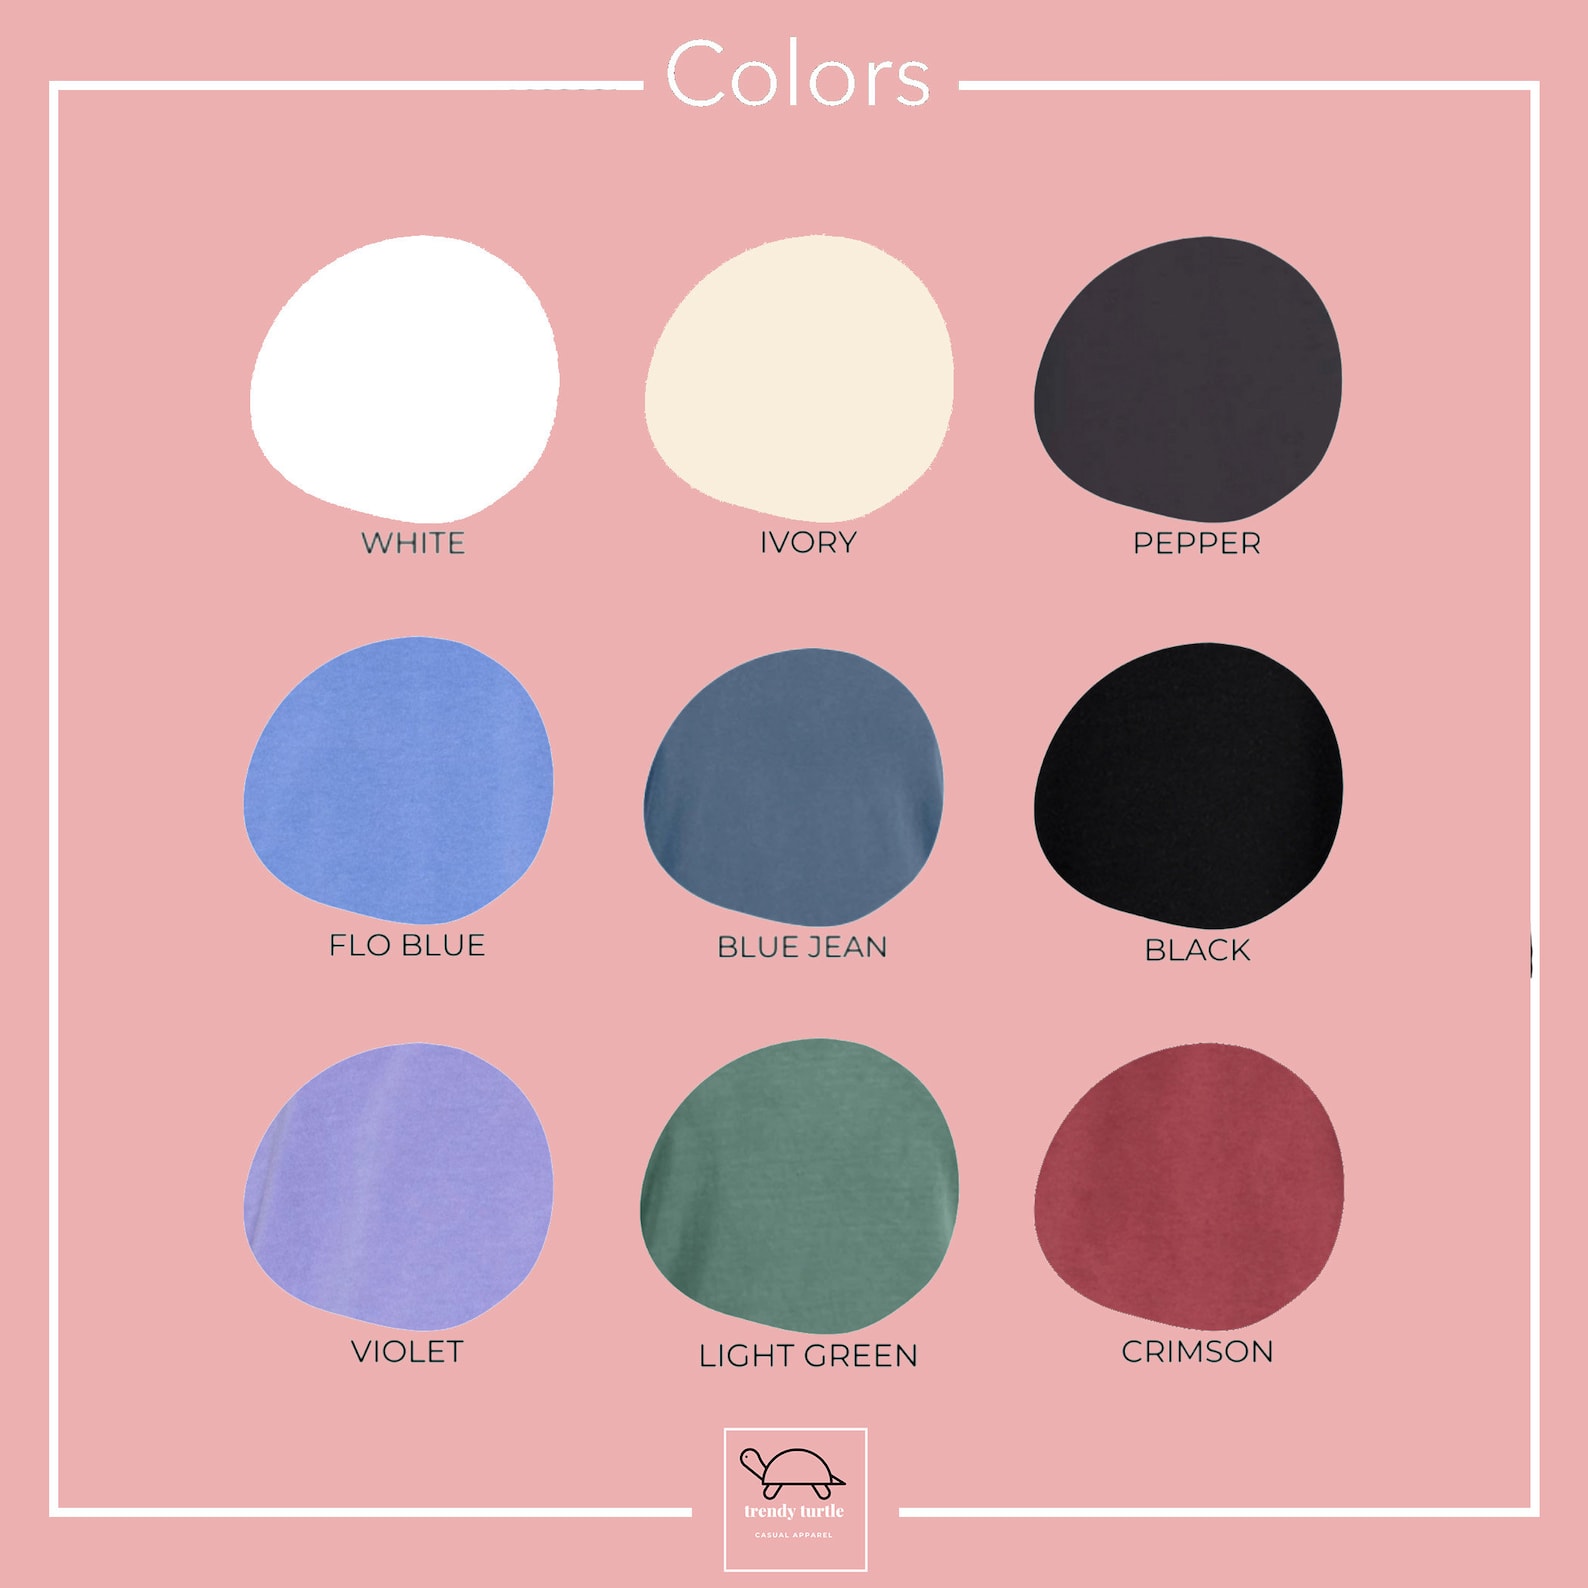 Colors
WHITE
IVORY
PEPPER
FLO BLUE
BLUE JEAN
BLACK
VIOLET
LIGHT GREEN
CRIMSON
trendy turtle
CASUAL APPAREL